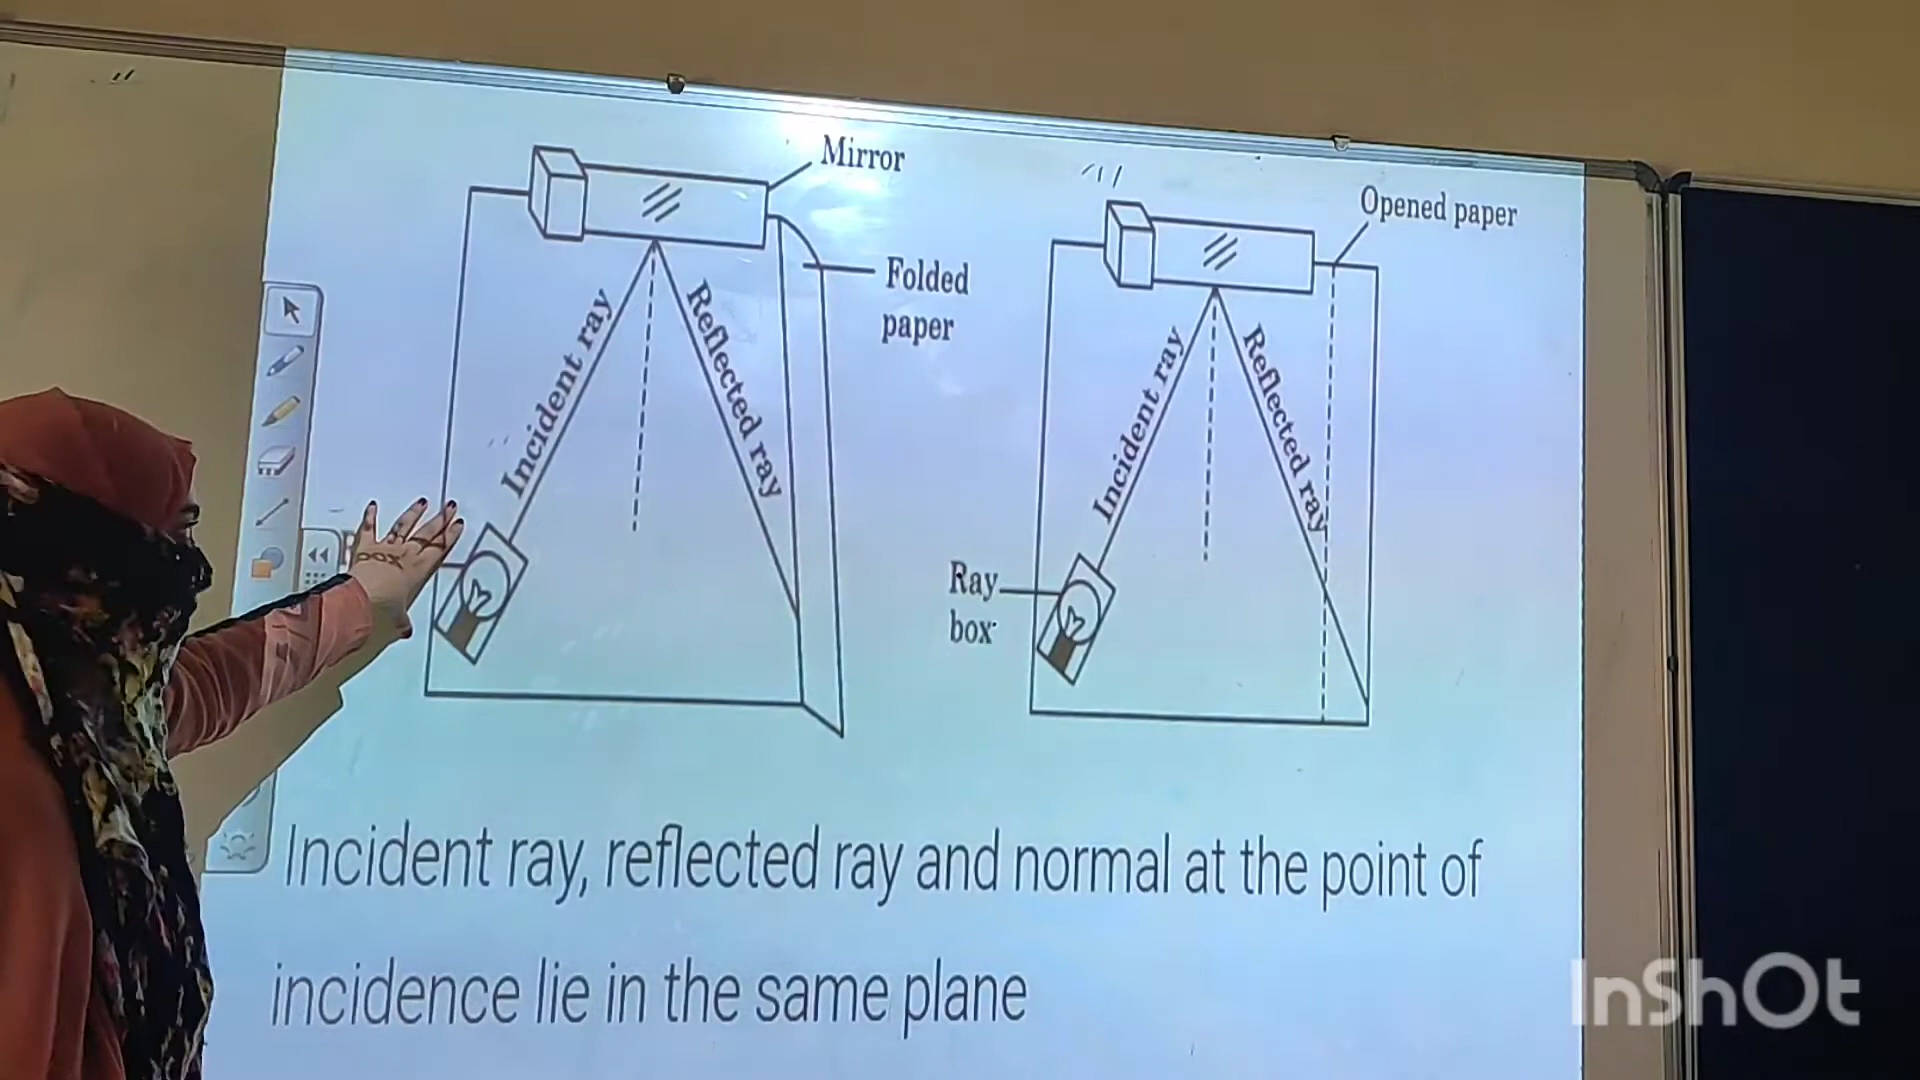 Mirror
Folded
paper
Incident ray
Reflected ray
box
Opened paper
Incident ray
Reflected ray
Ray
box
Incident ray, reflected ray and normal at the point of
incidence lie in the same plane
InShOt